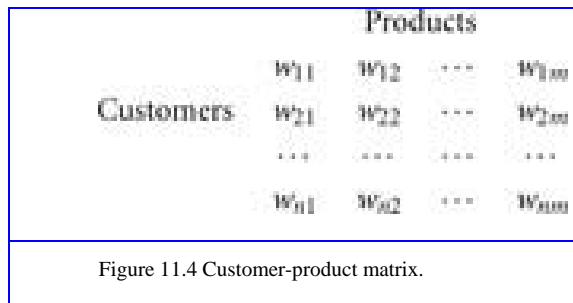 Products
w11 w12 ... w1m
Customers w21 w22 ... w2m
... ... ... ...
wn1 wn2 ... wnm
Figure 11.4 Customer-product matrix.